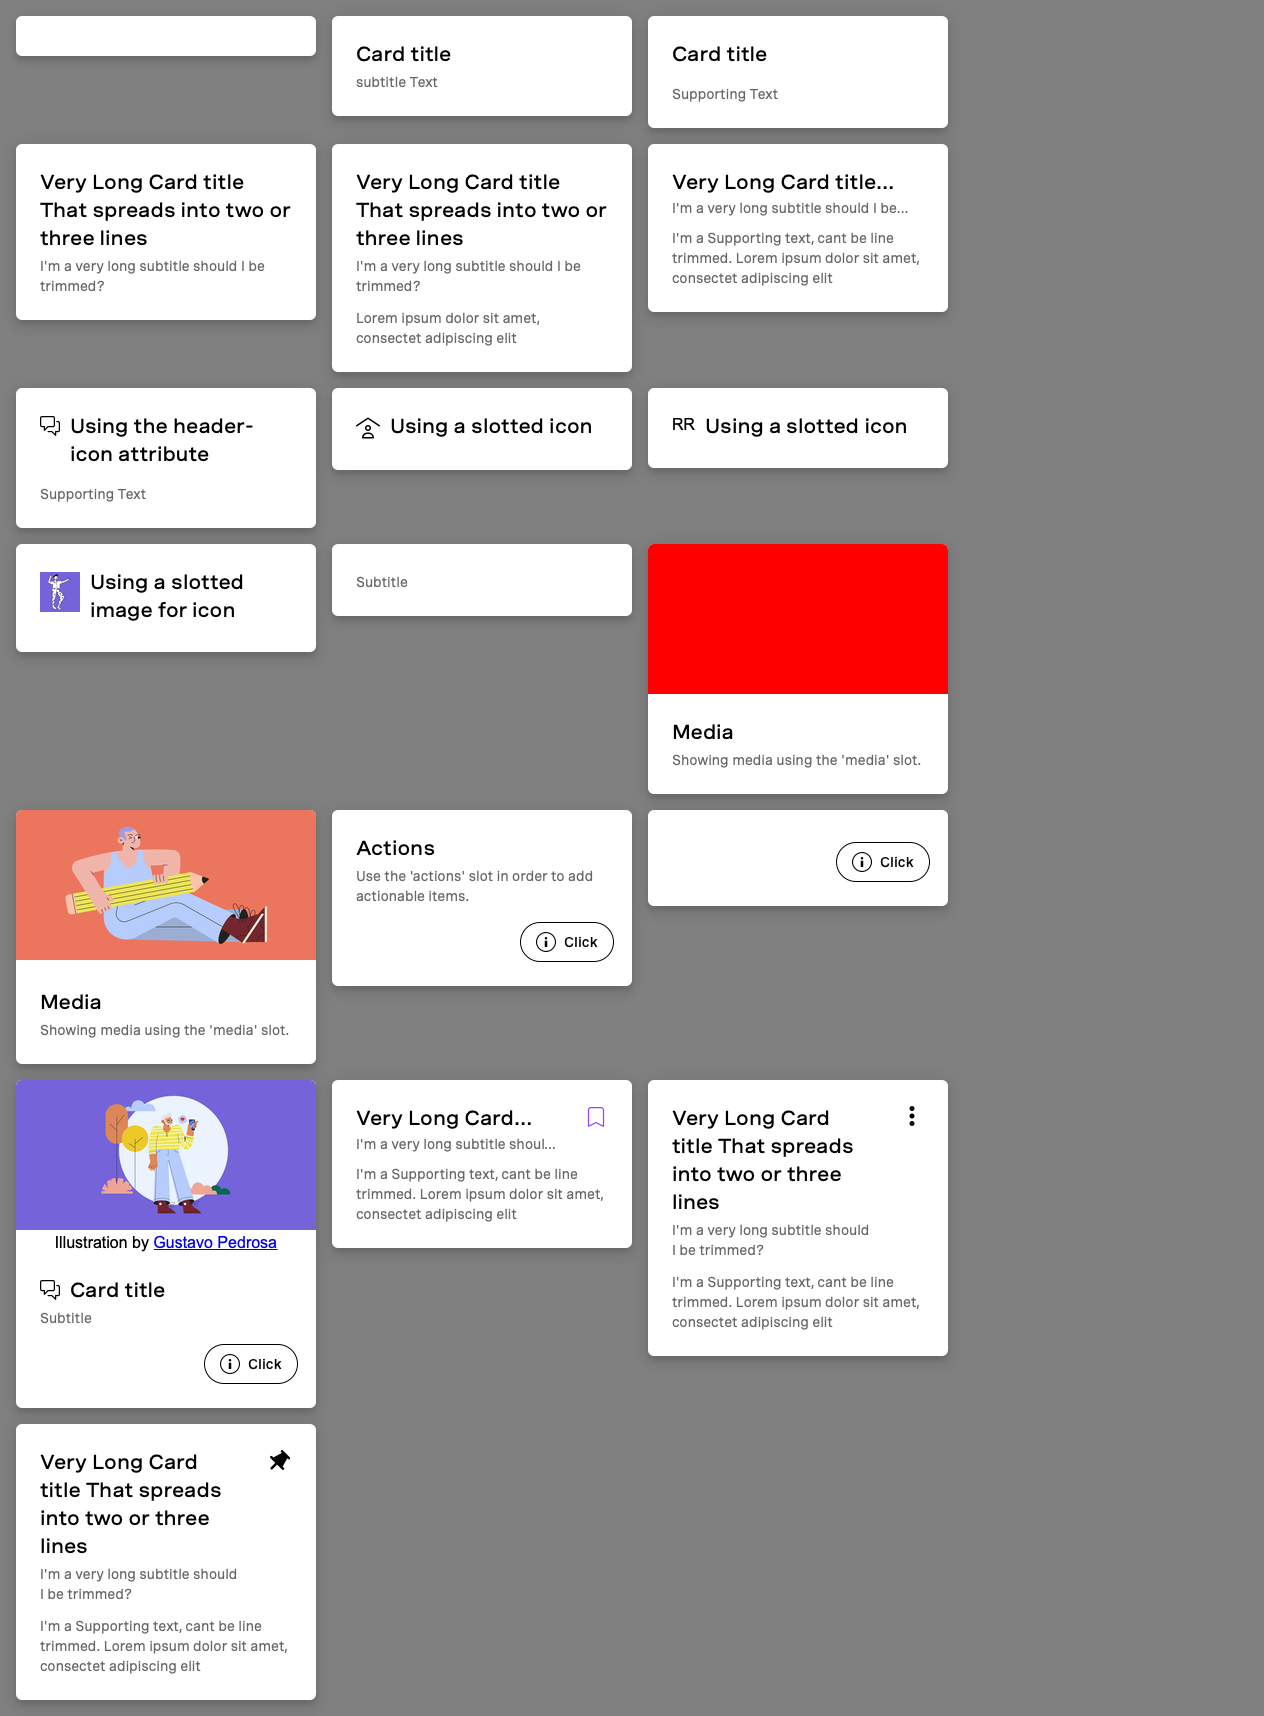 Card title
subtitle Text
Card title
Supporting Text
Very Long Card title
That spreads into two or
three lines
I'm a very long subtitle should I be
trimmed?
Very Long Card title
That spreads into two or
three lines
I'm a very long subtitle should I be
trimmed?
Lorem ipsum dolor sit amet,
consectet adipiscing elit
Very Long Card title...
I'm a very long subtitle should I be...
I'm a Supporting text, cant be line
trimmed. Lorem ipsum dolor sit amet,
consectet adipiscing elit
Using the header-
icon attribute
Supporting Text
Using a slotted icon
RR Using a slotted icon
Using a slotted
image for icon
Subtitle
Media
Showing media using the 'media' slot.
Media
Showing media using the 'media' slot.
Actions
Use the 'actions' slot in order to add
actionable items.
Click
Click
Illustration by Gustavo Pedrosa
Card title
Subtitle
Click
Very Long Card...
I'm a very long subtitle shoul...
I'm a Supporting text, cant be line
trimmed. Lorem ipsum dolor sit amet,
consectet adipiscing elit
Very Long Card
title That spreads
into two or three
lines
I'm a very long subtitle should
I be trimmed?
I'm a Supporting text, cant be line
trimmed. Lorem ipsum dolor sit amet,
consectet adipiscing elit
Very Long Card
title That spreads
into two or three
lines
I'm a very long subtitle should
I be trimmed?
I'm a Supporting text, cant be line
trimmed. Lorem ipsum dolor sit amet,
consectet adipiscing elit